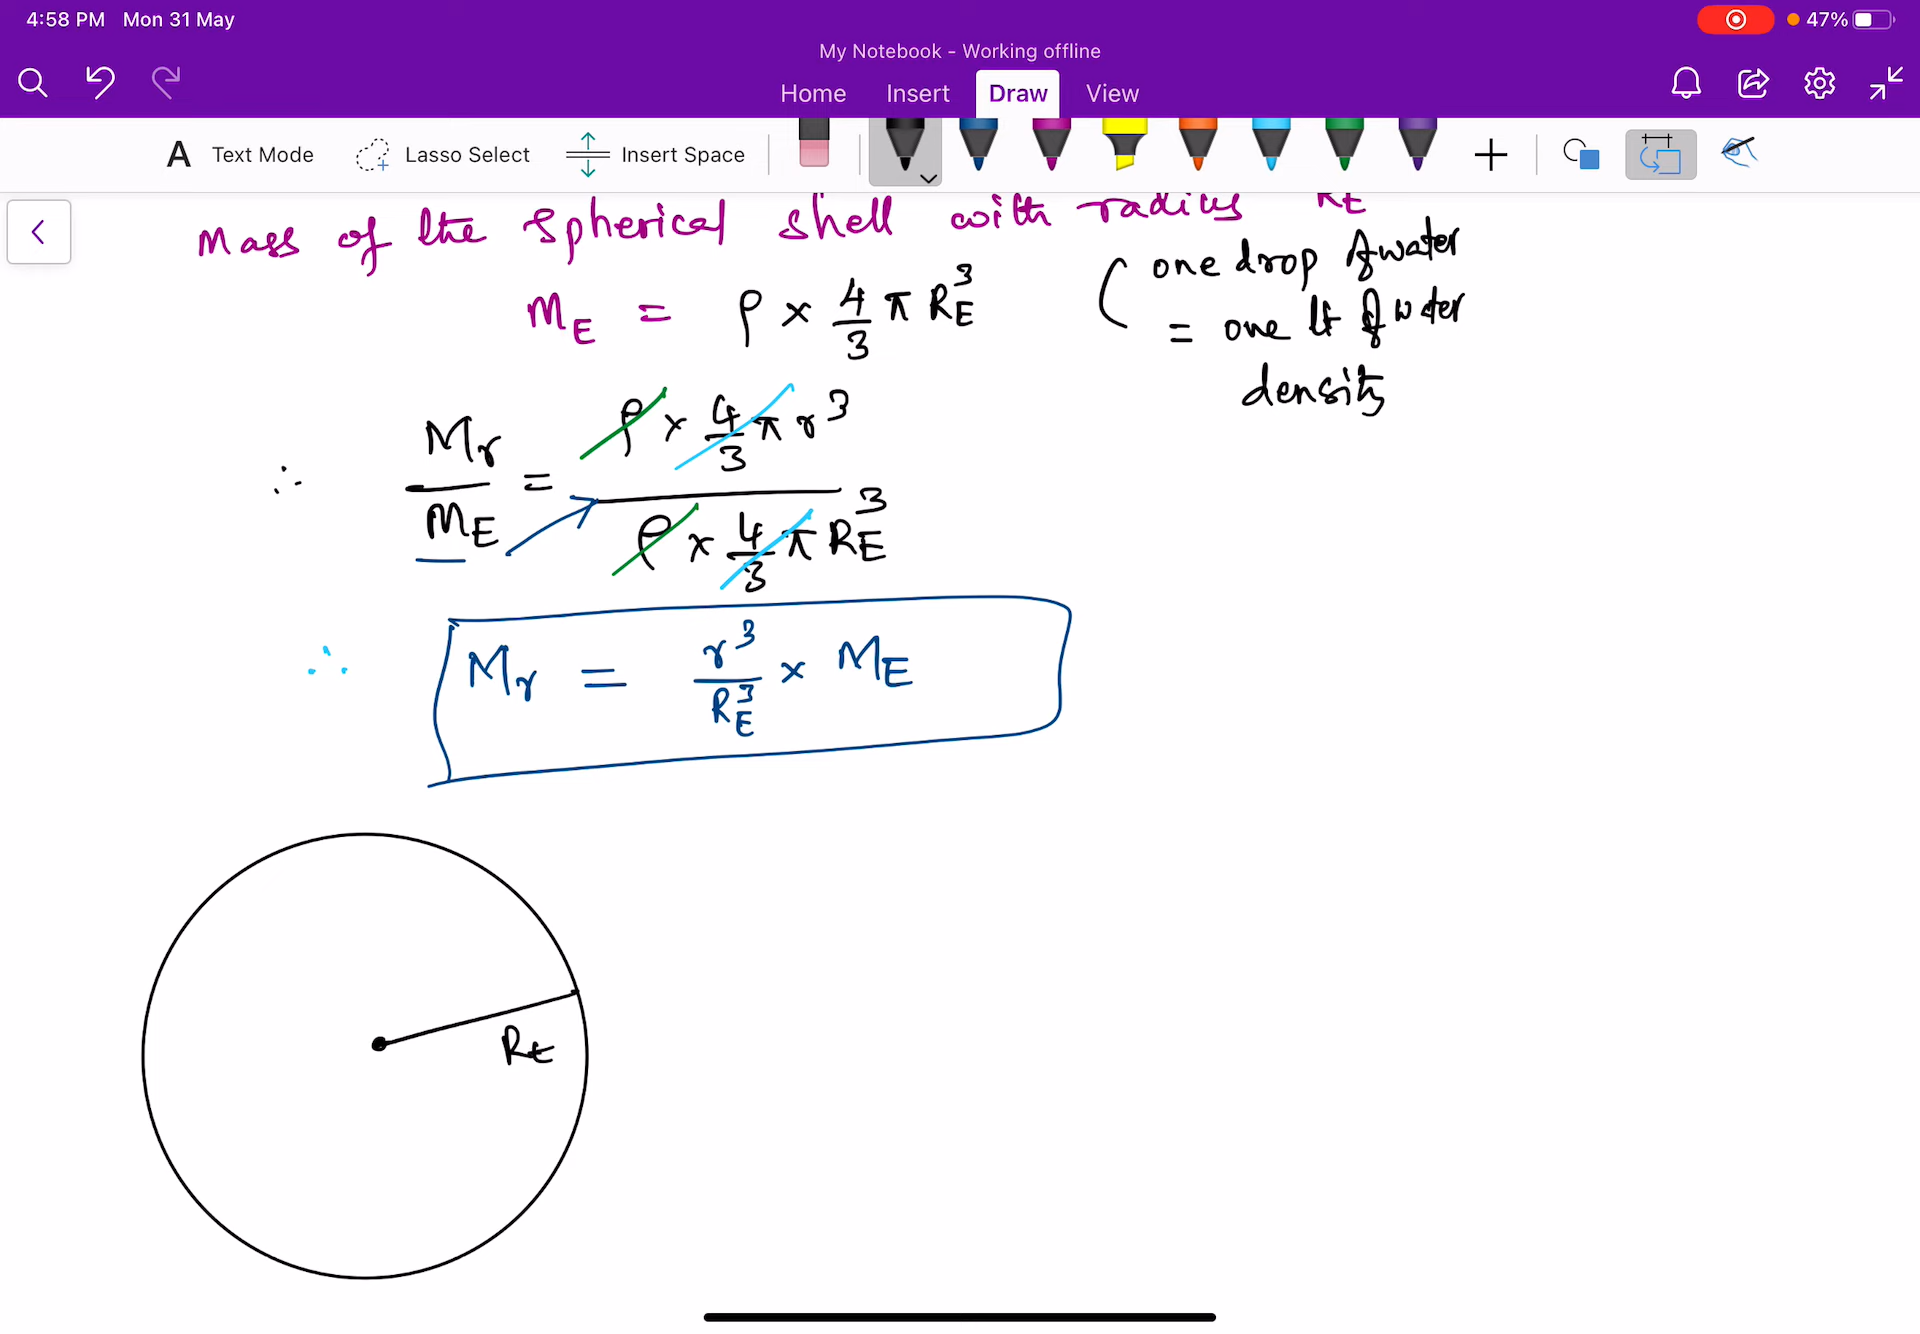 4:58 PM Mon 31 May
47%
My Notebook - Working offline
Home Insert Draw View
A Text Mode Lasso Select Insert Space
Mass of the spherical shell with radius RE
ME = ρ × 4/3 π RE³
( one drop of water
= one lt of water
density
∴ Mr/ME = ρ × 4/3 π r³ / ρ × 4/3 π RE³
∴ Mr = r³/RE³ × ME
RE